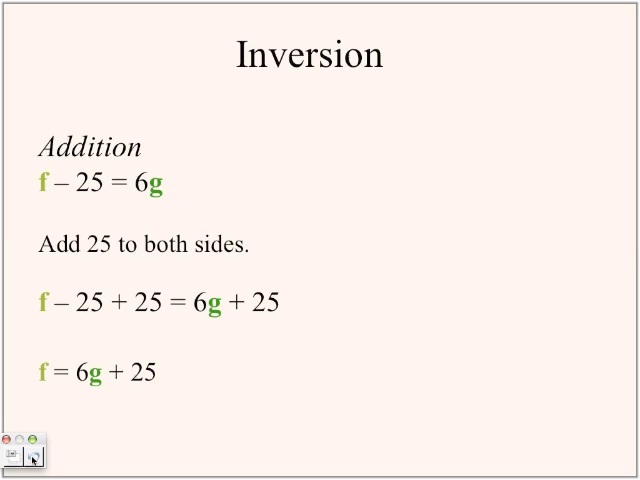 Inversion
Addition
f – 25 = 6g
Add 25 to both sides.
f – 25 + 25 = 6g + 25
f = 6g + 25